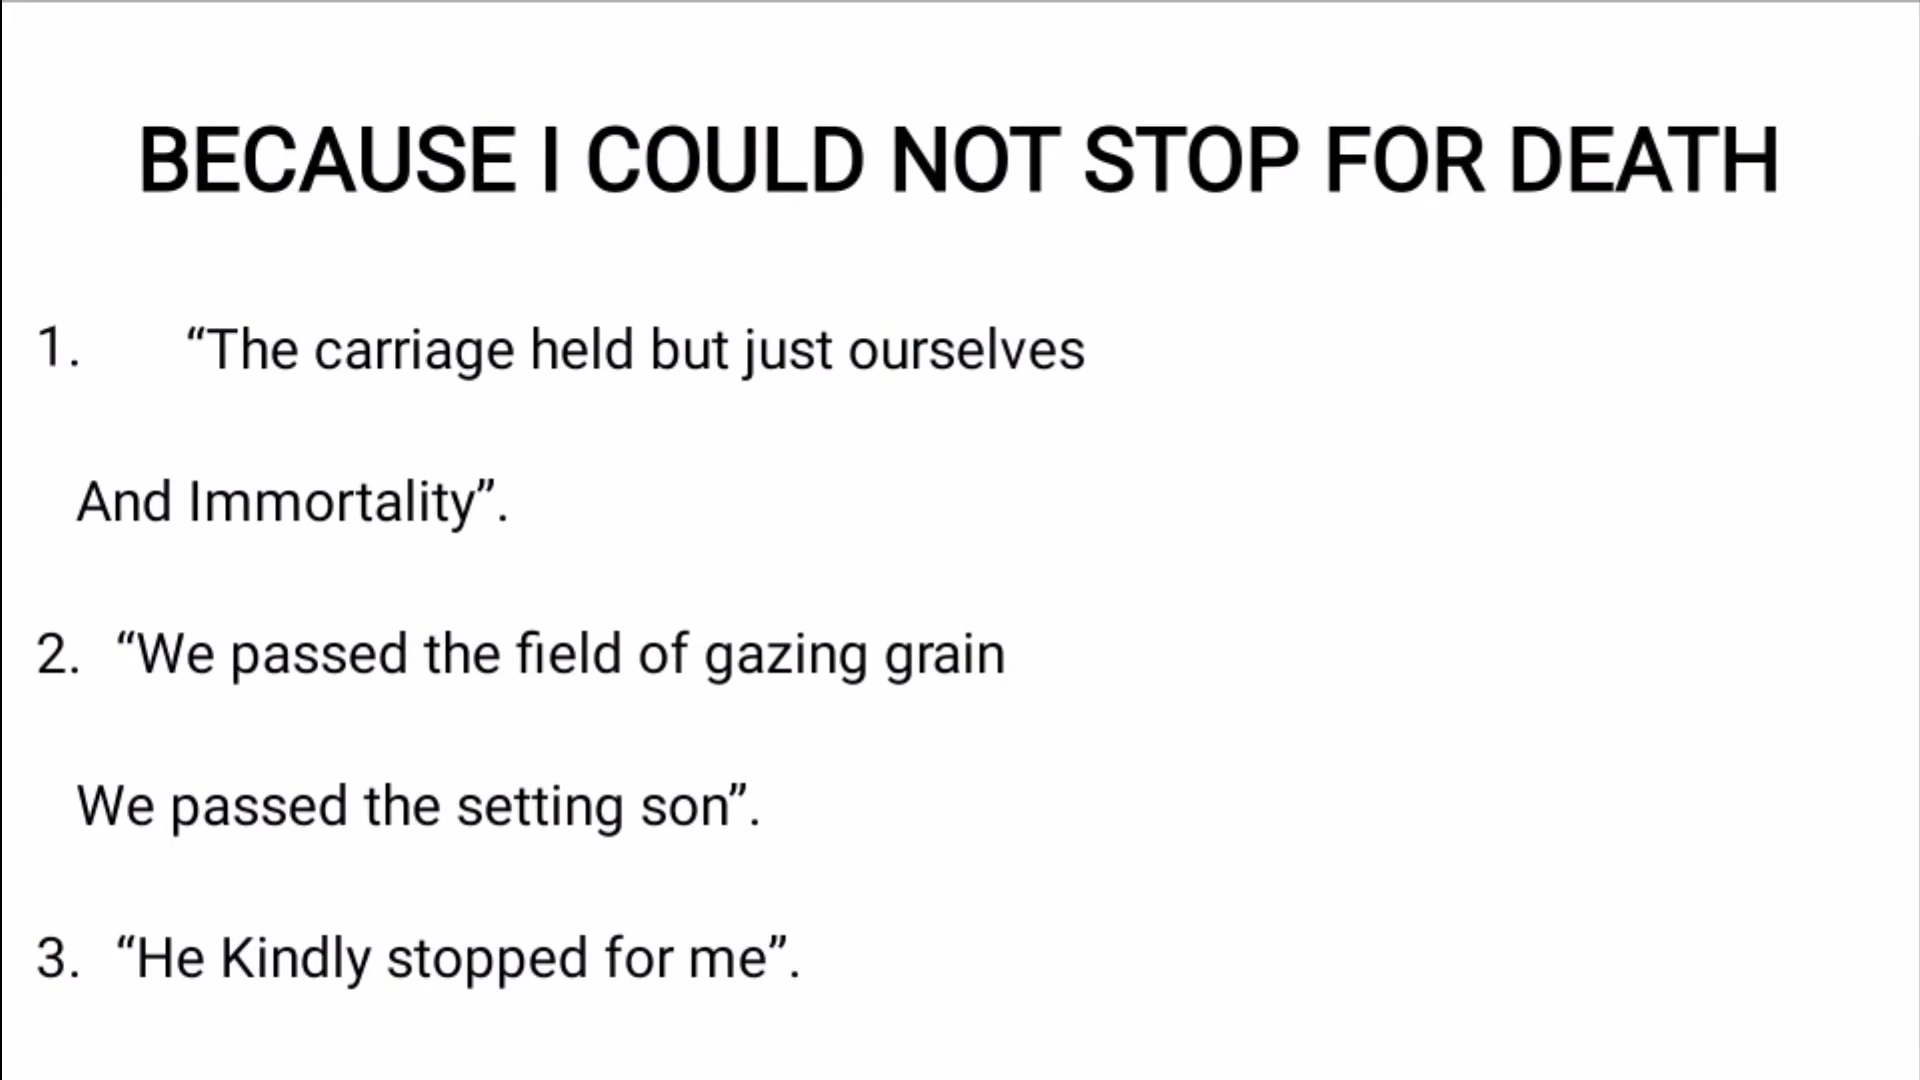 BECAUSE I COULD NOT STOP FOR DEATH
1. “The carriage held but just ourselves
And Immortality”.
2. “We passed the field of gazing grain
We passed the setting son”.
3. “He Kindly stopped for me”.